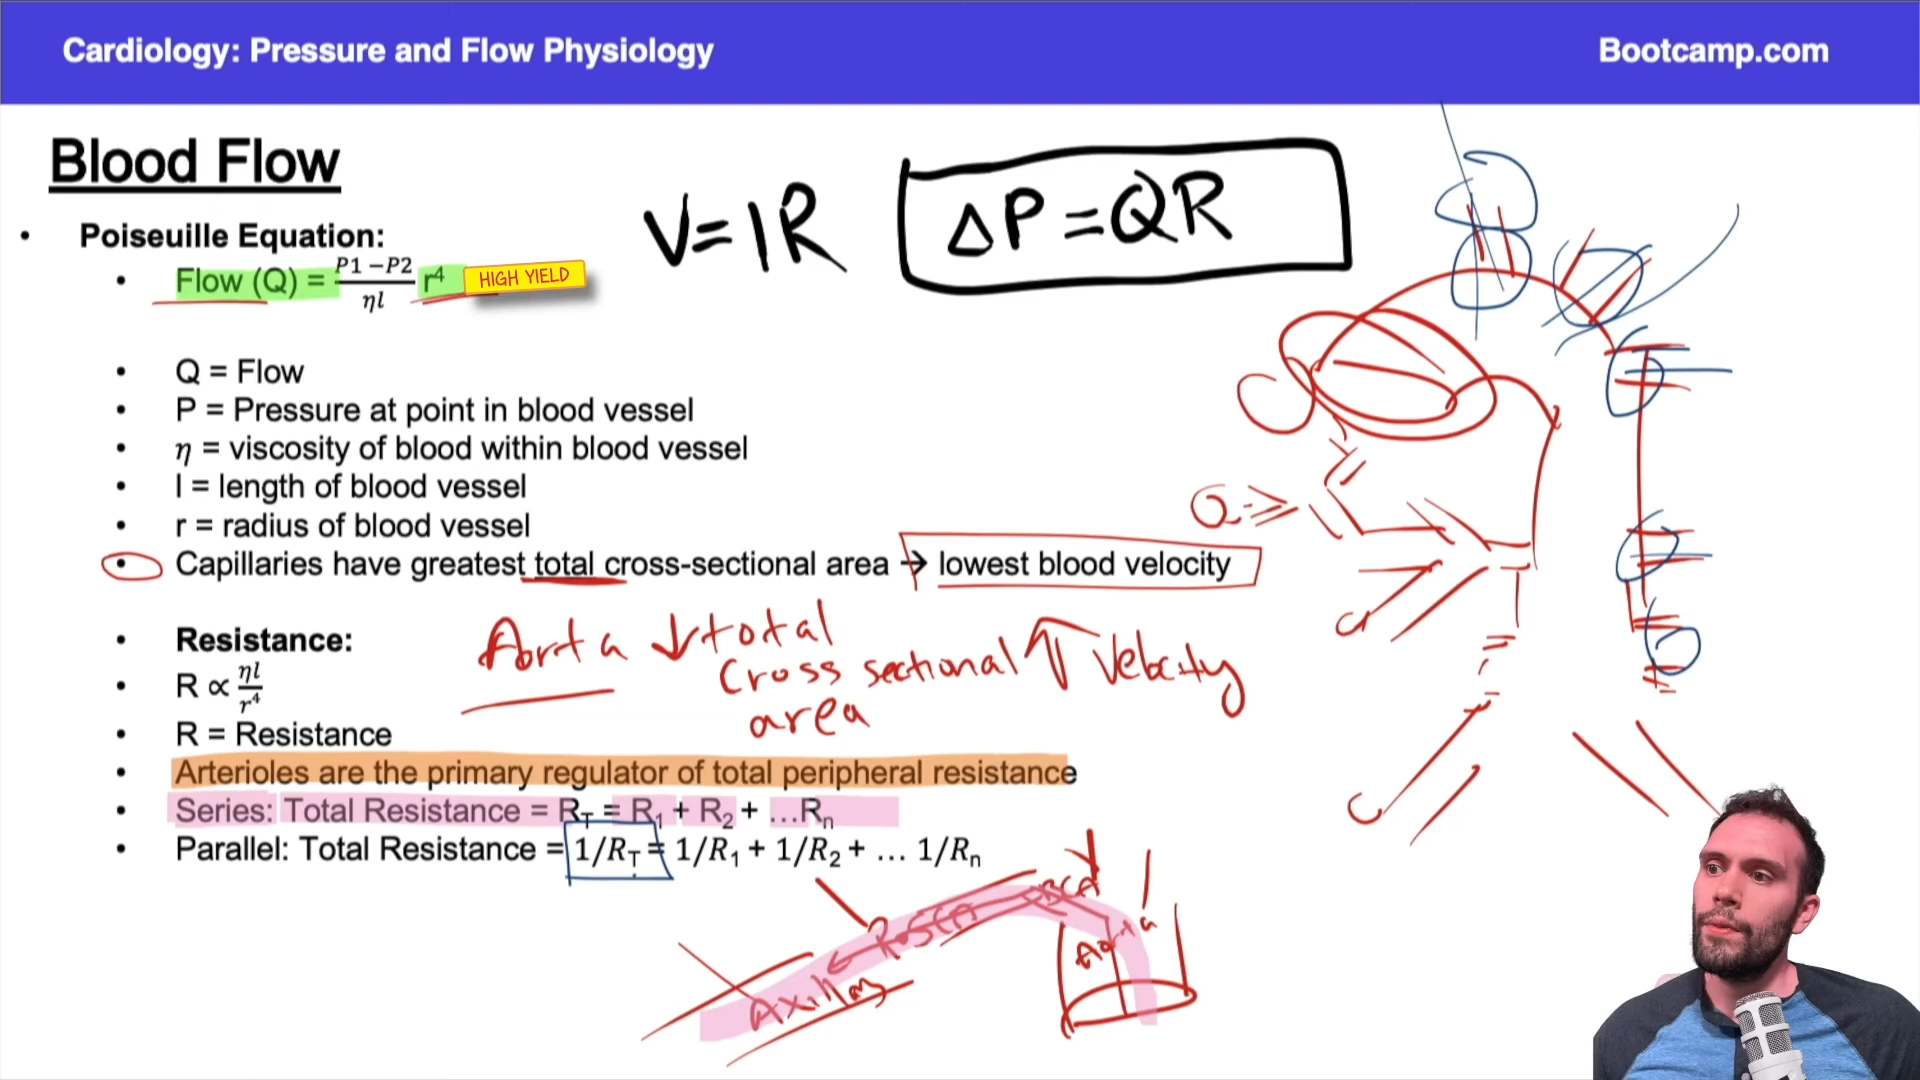 Cardiology: Pressure and Flow Physiology
Bootcamp.com
Blood Flow
V=IR
ΔP=QR
• Poiseuille Equation:
• Flow (Q) = P1−P2/ηl r⁴ HIGH YIELD
• Q = Flow
• P = Pressure at point in blood vessel
• η = viscosity of blood within blood vessel
• l = length of blood vessel
• r = radius of blood vessel
• Capillaries have greatest total cross-sectional area → lowest blood velocity
Aorta ↓total
Cross sectional ↑Velocity
area
• Resistance:
• R ∝ ηl/r⁴
• R = Resistance
• Arterioles are the primary regulator of total peripheral resistance
• Series: Total Resistance = R_T = R₁ + R₂ + …Rₙ
• Parallel: Total Resistance = 1/R_T = 1/R₁ + 1/R₂ + … 1/Rₙ
BCA
Aorta